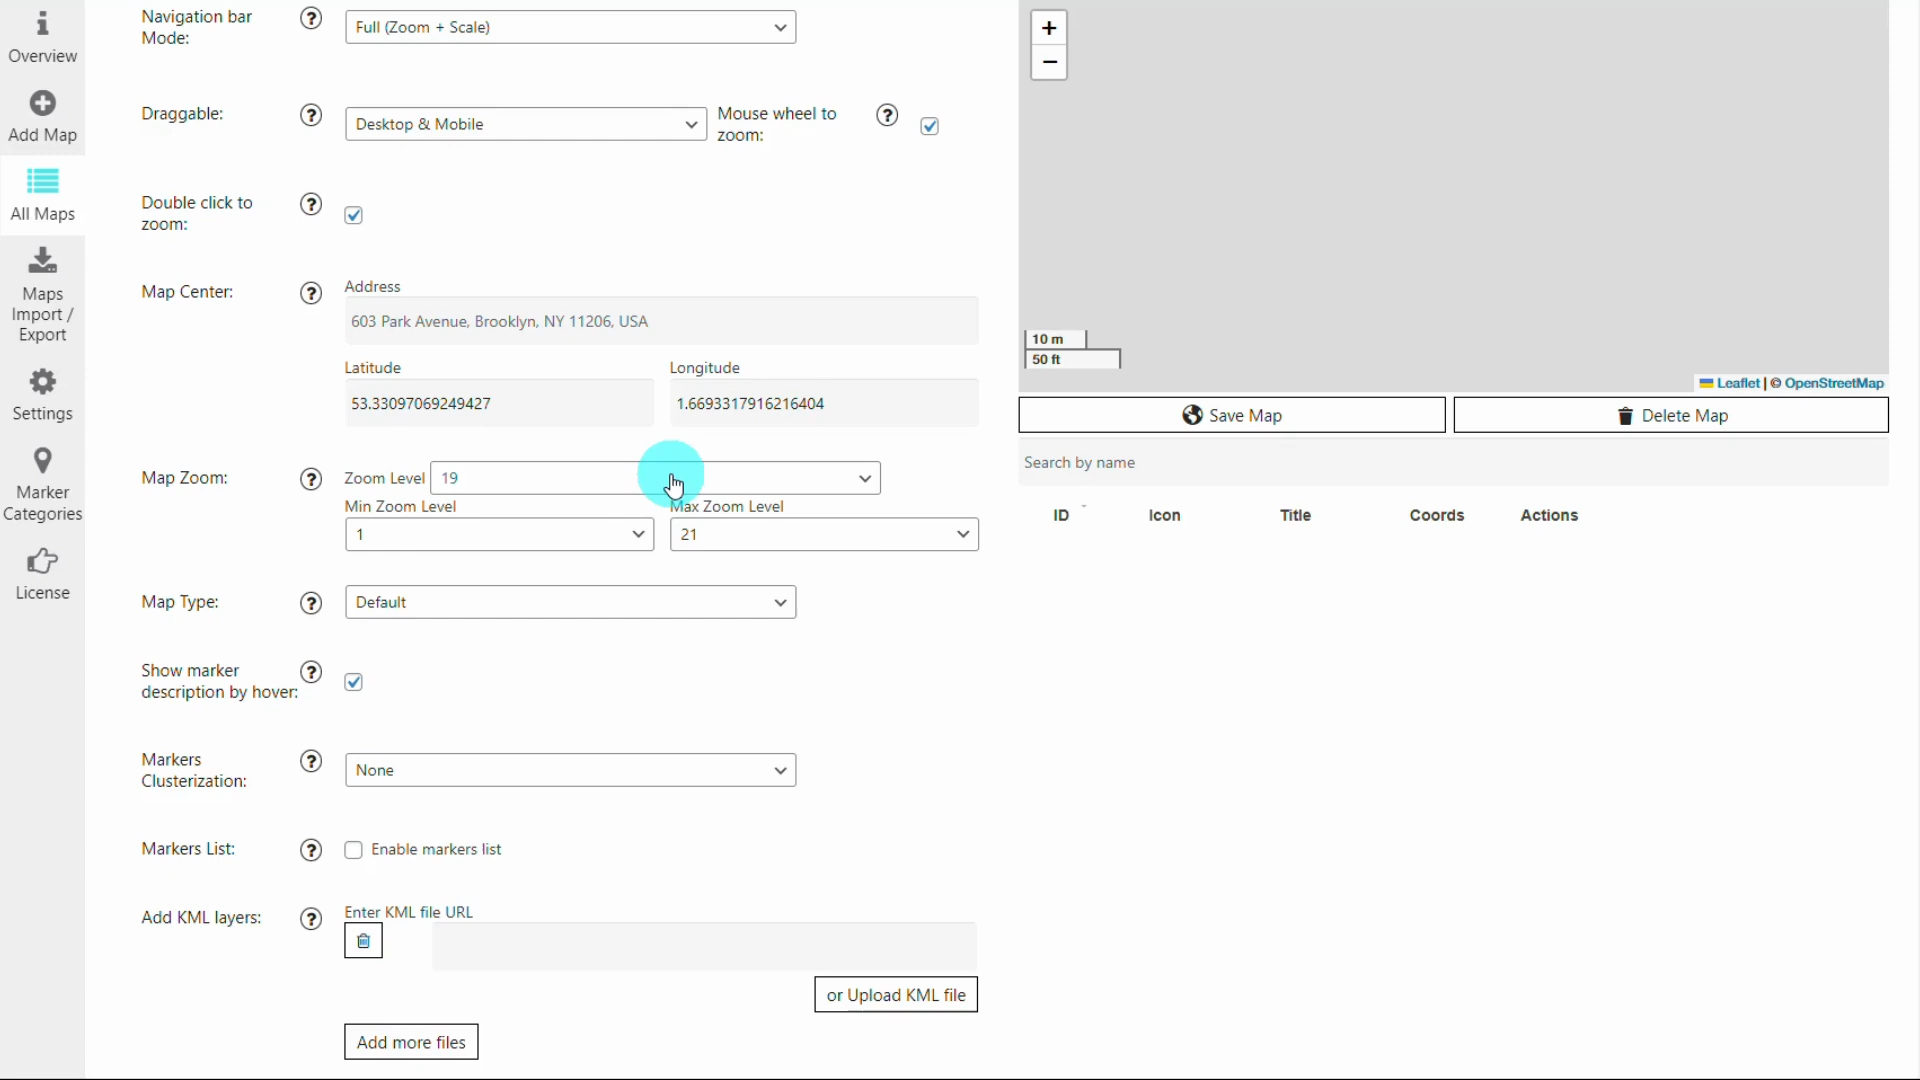 Overview
Add Map
All Maps
Maps
Import /
Export
Settings
Marker
Categories
License
Navigation bar
Mode:
? Full (Zoom + Scale)
Draggable:
? Desktop & Mobile
Mouse wheel to
zoom:
?
Double click to
zoom:
?
Map Center:
?
Address
603 Park Avenue, Brooklyn, NY 11206, USA
Latitude
Longitude
53.33097069249427
1.6693317916216404
Map Zoom:
?
Zoom Level 19
Min Zoom Level
Max Zoom Level
1
21
Map Type:
? Default
Show marker
description by hover:
?
Markers
Clusterization:
? None
Markers List:
? Enable markers list
Add KML layers:
?
Enter KML file URL
or Upload KML file
Add more files
+
−
10 m
50 ft
Leaflet | © OpenStreetMap
Save Map
Delete Map
Search by name
ID Icon Title Coords Actions